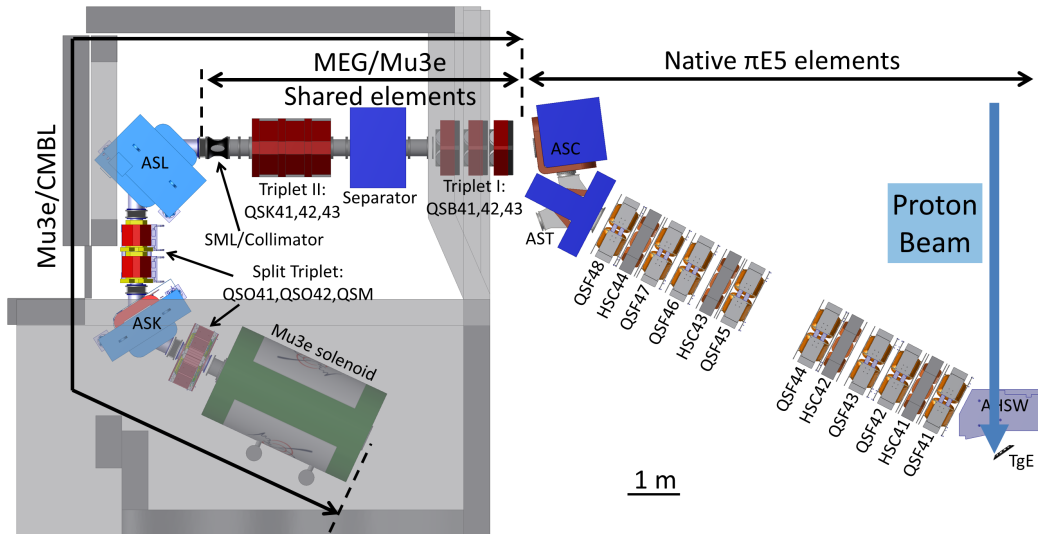 MEG/Mu3e
Shared elements
Native πE5 elements
Mu3e/CMBL
ASL
Triplet II:
QSK41,42,43
Separator
Triplet I:
QSB41,42,43
ASC
AST
SML/Collimator
Split Triplet:
QSO41,QSO42,QSM
ASK
Mu3e solenoid
QSF48
HSC44
QSF47
QSF46
HSC43
QSF45
QSF44
HSC42
QSF43
QSF42
HSC41
QSF41
Proton
Beam
AHSW
TgE
1 m